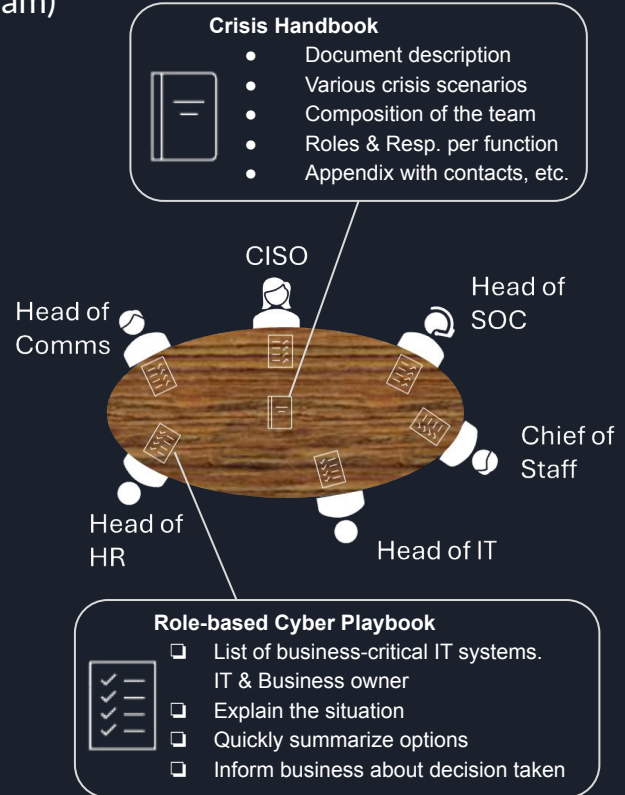 am)
Crisis Handbook
● Document description
● Various crisis scenarios
● Composition of the team
● Roles & Resp. per function
● Appendix with contacts, etc.
CISO
Head of
SOC
Head of
Comms
Chief of
Staff
Head of
HR
Head of IT
Role-based Cyber Playbook
❏ List of business-critical IT systems.
IT & Business owner
❏ Explain the situation
❏ Quickly summarize options
❏ Inform business about decision taken